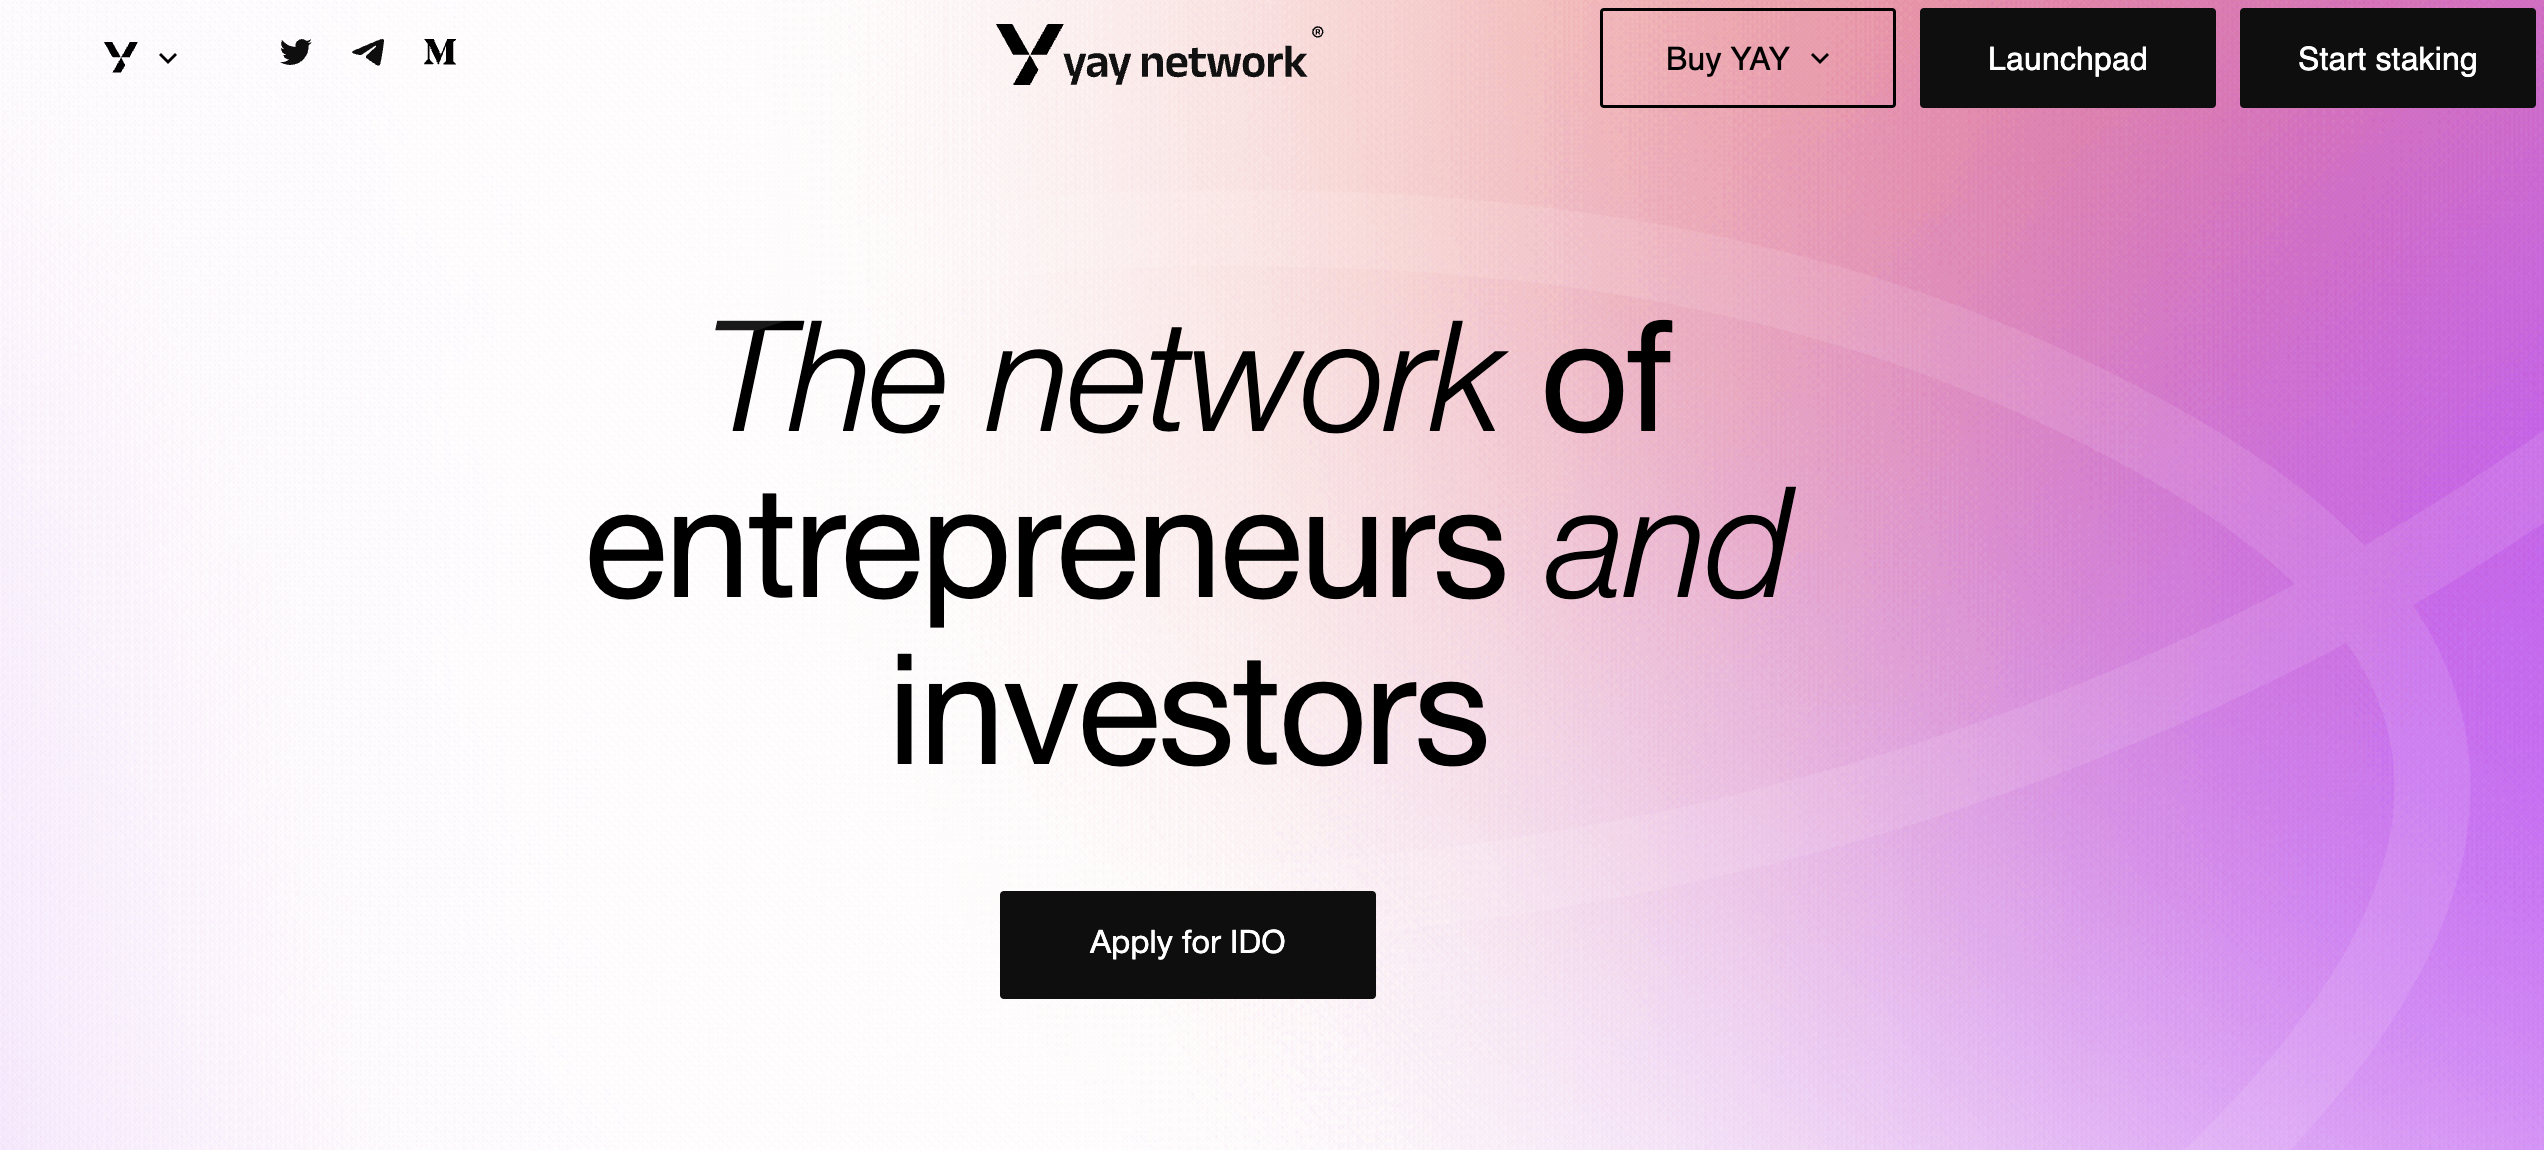 yay network®
Buy YAY
Launchpad
Start staking
The network of
entrepreneurs and
investors
Apply for IDO